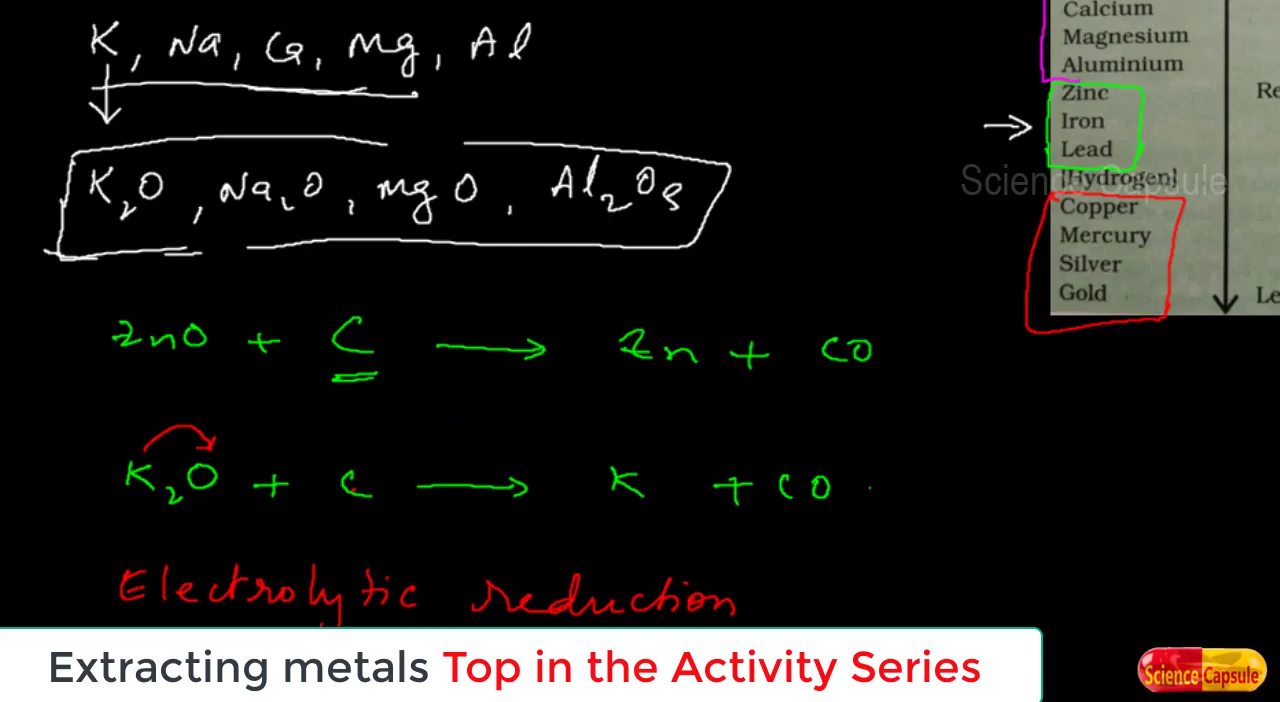 K, Na, Ca, Mg, Al
K₂O, Na₂O, MgO, Al₂O₃
ZnO + C → Zn + CO
K₂O + C → K + CO
Electrolytic reduction
Extracting metals Top in the Activity Series
Calcium
Magnesium
Aluminium
Zinc
Iron
Lead
[Hydrogen]
Copper
Mercury
Silver
Gold
Re
Le
Science Capsule
Science Capsule